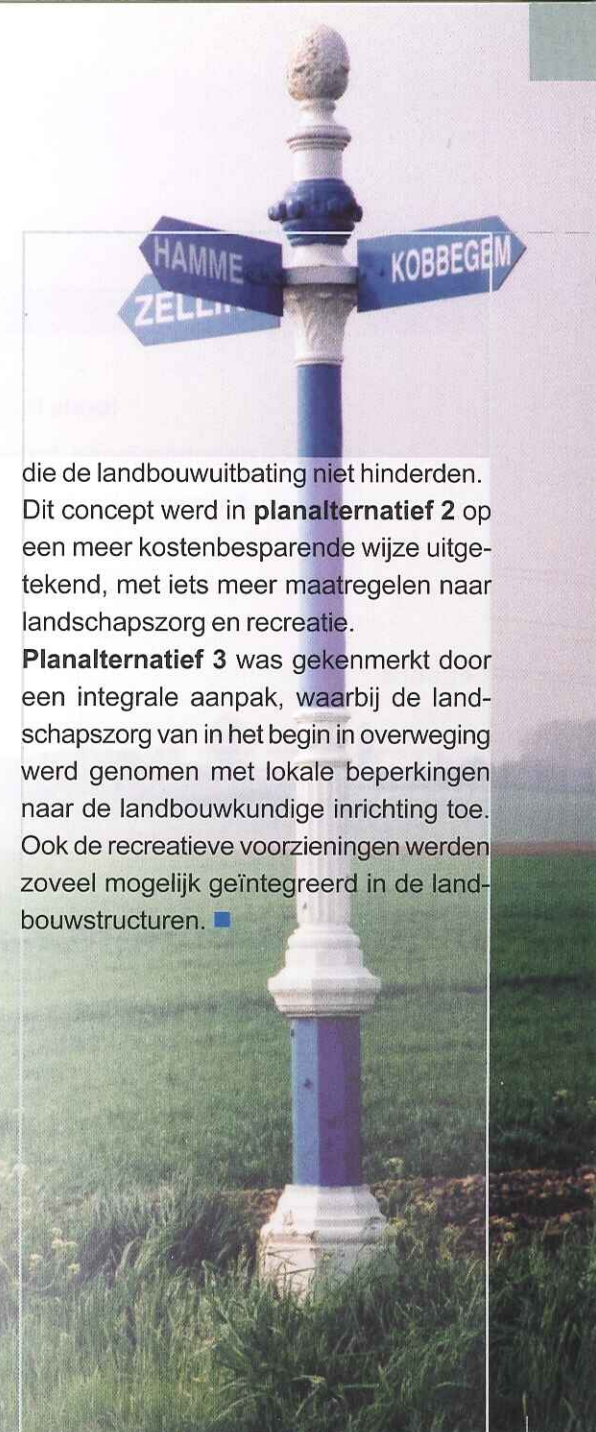 HAMME
KOBBEGEM
die de landbouwuitbating niet hinderden.
Dit concept werd in planalternatief 2 op
een meer kostenbesparende wijze uitge-
tekend, met iets meer maatregelen naar
landschapszorg en recreatie.
Planalternatief 3 was gekenmerkt door
een integrale aanpak, waarbij de land-
schapszorg van in het begin in overweging
werd genomen met lokale beperkingen
naar de landbouwkundige inrichting toe.
Ook de recreatieve voorzieningen werden
zoveel mogelijk geïntegreerd in de land-
bouwstructuren.